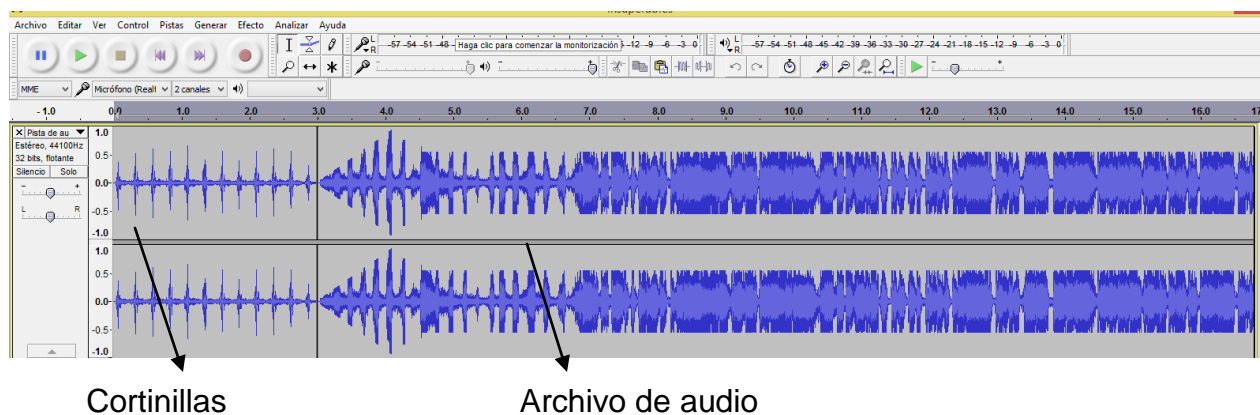 Insuperables
Archivo Editar Ver Control Pistas Generar Efecto Analizar Ayuda
L R -57 -54 -51 -48 - Haga clic para comenzar la monitorización -12 -9 -6 -3 0
L R -57 -54 -51 -48 -45 -42 -39 -36 -33 -30 -27 -24 -21 -18 -15 -12 -9 -6 -3 0
MME Micrófono (Realt 2 canales
-1.0 0.0 1.0 2.0 3.0 4.0 5.0 6.0 7.0 8.0 9.0 10.0 11.0 12.0 13.0 14.0 15.0 16.0 17
X Pista de au 1.0
Estéreo, 44100Hz
32 bits, flotante 0.5
Silencio Solo
- + 0.0
L R -0.5
-1.0
1.0
0.5
0.0
-0.5
-1.0
Cortinillas Archivo de audio